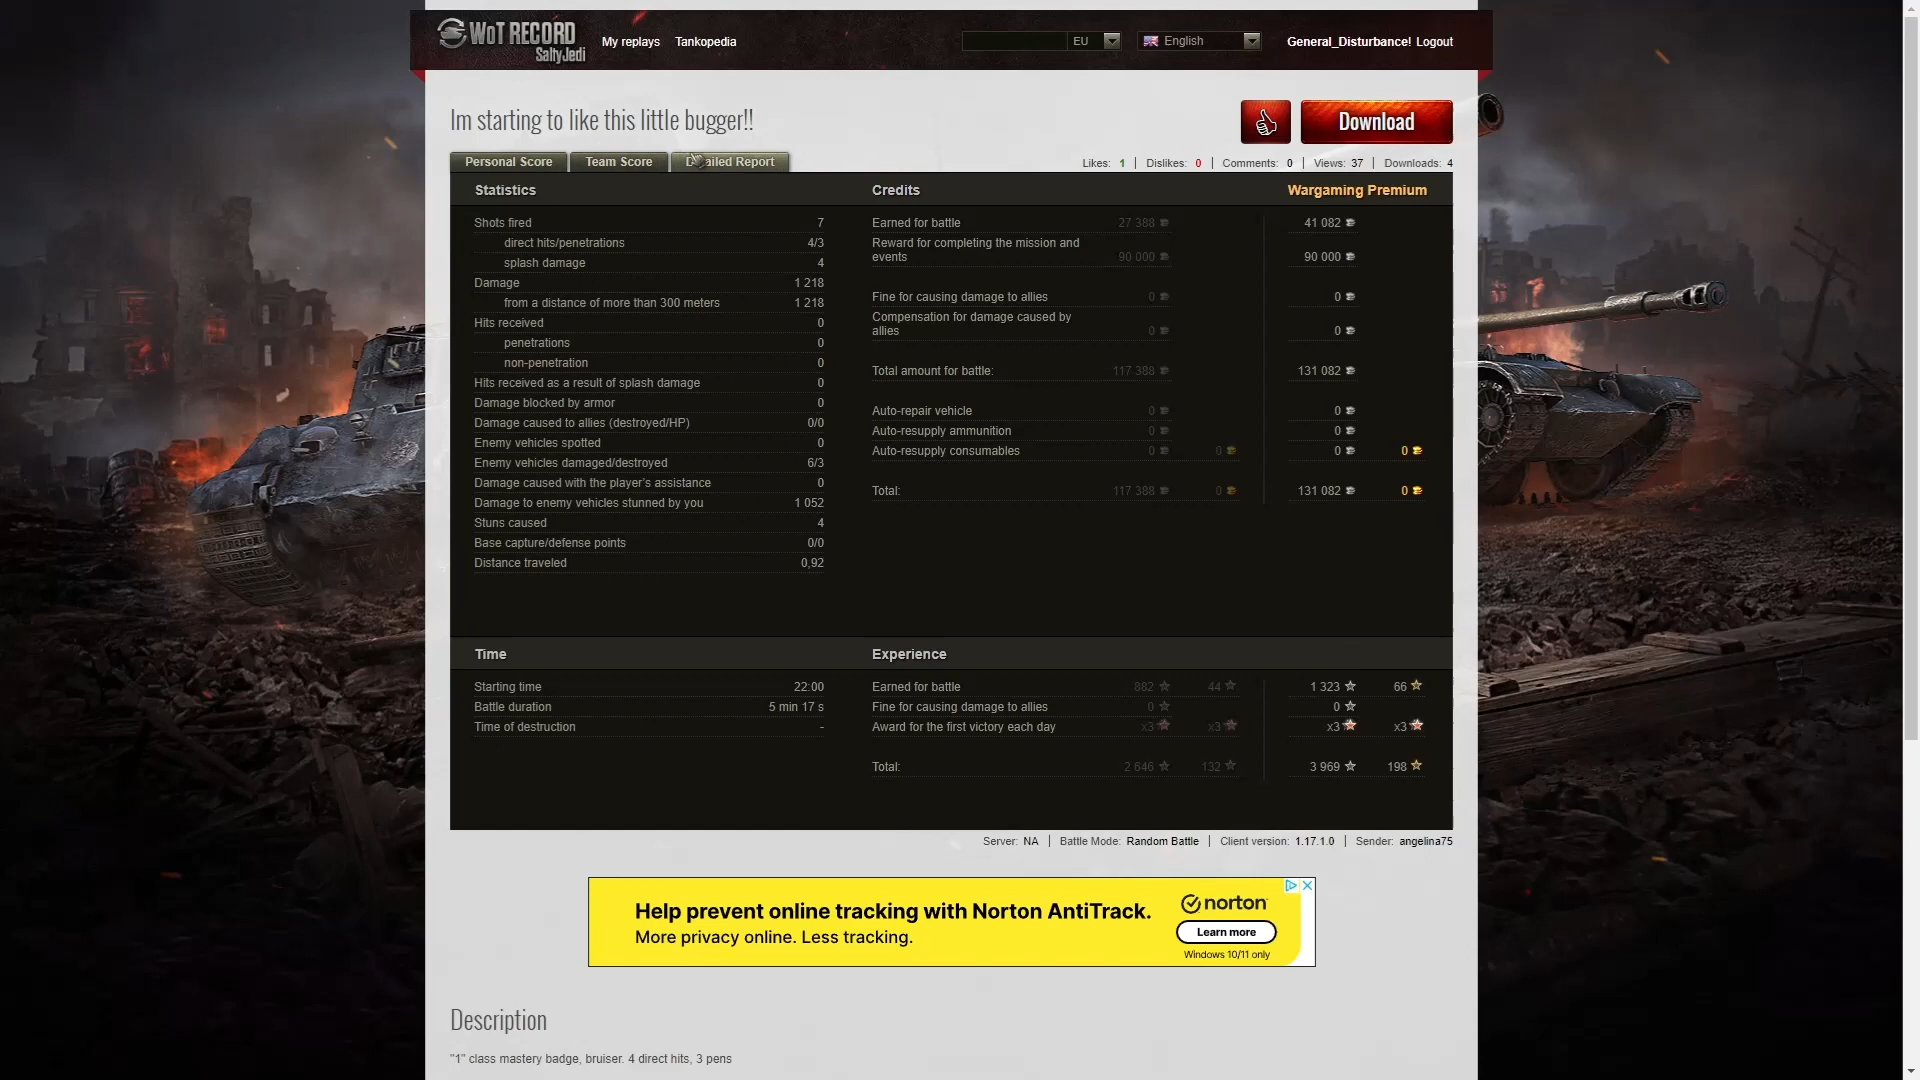 WoT RECORD
SaltyJedi
My replays Tankopedia
EU
English
General_Disturbance! Logout
Im starting to like this little bugger!!
Download
Personal Score Team Score Detailed Report
Likes: 1 | Dislikes: 0 | Comments: 0 | Views: 37 | Downloads: 4
Statistics
Shots fired 7
direct hits/penetrations 4/3
splash damage 4
Damage 1 218
from a distance of more than 300 meters 1 218
Hits received 0
penetrations 0
non-penetration 0
Hits received as a result of splash damage 0
Damage blocked by armor 0
Damage caused to allies (destroyed/HP) 0/0
Enemy vehicles spotted 0
Enemy vehicles damaged/destroyed 6/3
Damage caused with the player's assistance 0
Damage to enemy vehicles stunned by you 1 052
Stuns caused 4
Base capture/defense points 0/0
Distance traveled 0,92
Credits Wargaming Premium
Earned for battle 27 388 41 082
Reward for completing the mission and
events 90 000 90 000
Fine for causing damage to allies 0 0
Compensation for damage caused by
allies 0 0
Total amount for battle: 117 388 131 082
Auto-repair vehicle 0 0
Auto-resupply ammunition 0 0
Auto-resupply consumables 0 0 0 0
Total: 117 388 0 131 082 0
Time
Starting time 22:00
Battle duration 5 min 17 s
Time of destruction -
Experience
Earned for battle 882 44 1 323 66
Fine for causing damage to allies 0 0
Award for the first victory each day x3 x3 x3 x3
Total: 2 646 132 3 969 198
Server: NA | Battle Mode: Random Battle | Client version: 1.17.1.0 | Sender: angelina75
Help prevent online tracking with Norton AntiTrack.
More privacy online. Less tracking.
norton
Learn more
Windows 10/11 only
Description
"1" class mastery badge, bruiser. 4 direct hits, 3 pens